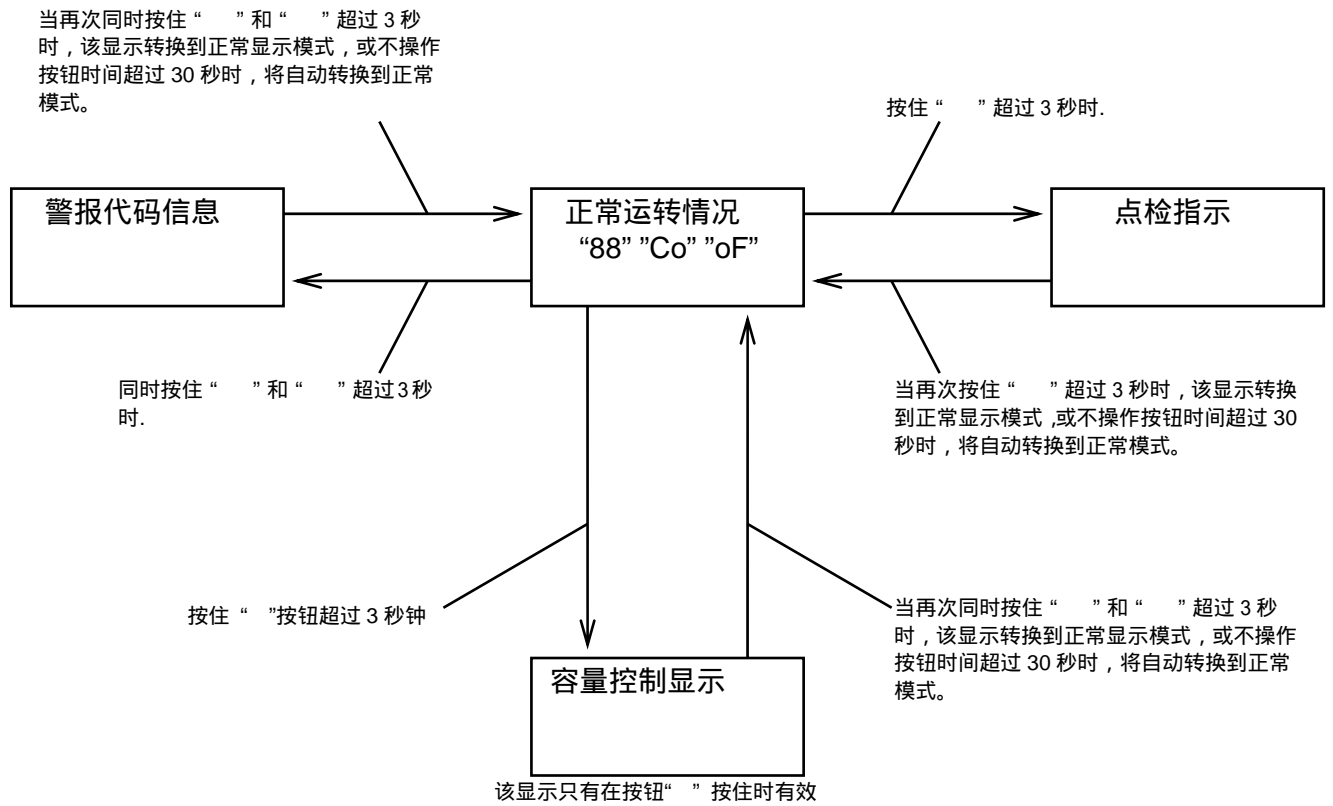 当再次同时按住“　　”和“　　”超过 3 秒
时，该显示转换到正常显示模式，或不操作
按钮时间超过 30 秒时，将自动转换到正常
模式。
按住“　　”超过 3 秒时.
警报代码信息
正常运转情况
“88” ”Co” ”oF”
点检指示
同时按住“　　”和“　　”超过 3 秒
时.
当再次按住“　　”超过 3 秒时，该显示转换
到正常显示模式，或不操作按钮时间超过 30
秒时，将自动转换到正常模式。
按住“　”按钮超过 3 秒钟
当再次同时按住“　　”和“　　”超过 3 秒
时，该显示转换到正常显示模式，或不操作
按钮时间超过 30 秒时，将自动转换到正常
模式。
容量控制显示
该显示只有在按钮“　”按住时有效